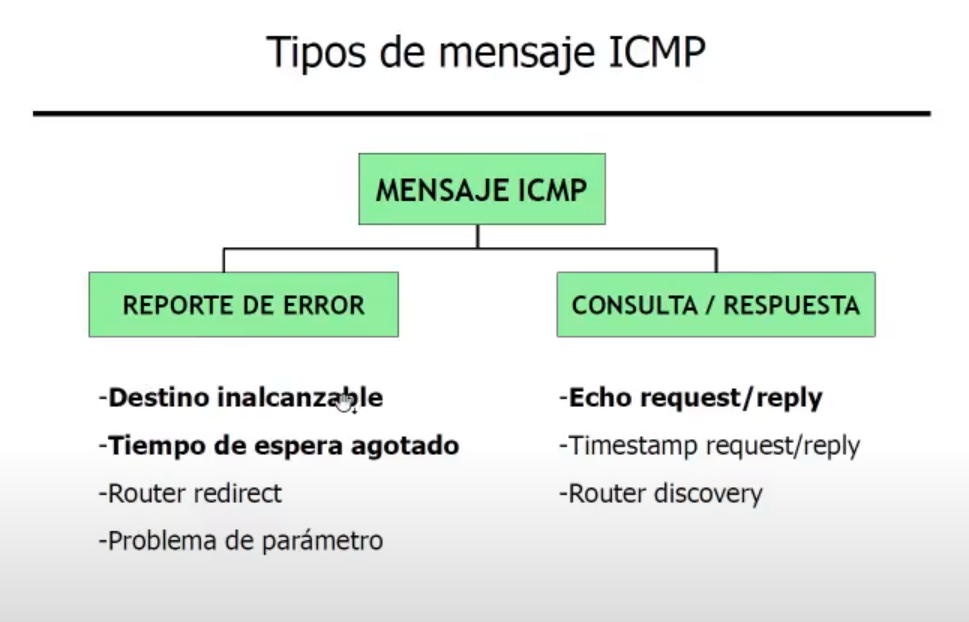 Tipos de mensaje ICMP
MENSAJE ICMP
REPORTE DE ERROR
-Destino inalcanzable
-Tiempo de espera agotado
-Router redirect
-Problema de parámetro
CONSULTA / RESPUESTA
-Echo request/reply
-Timestamp request/reply
-Router discovery